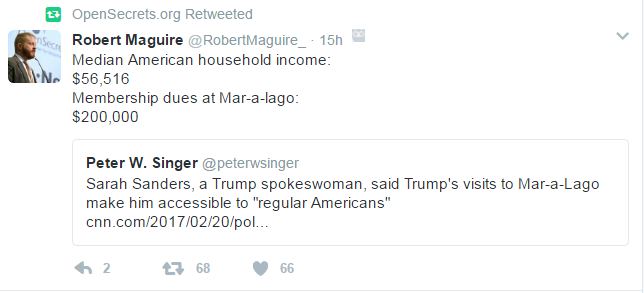 OpenSecrets.org Retweeted
Robert Maguire @RobertMaguire_ · 15h
Median American household income:
$56,516
Membership dues at Mar-a-lago:
$200,000
Peter W. Singer @peterwsinger
Sarah Sanders, a Trump spokeswoman, said Trump's visits to Mar-a-Lago
make him accessible to "regular Americans"
cnn.com/2017/02/20/pol...
2 68 66